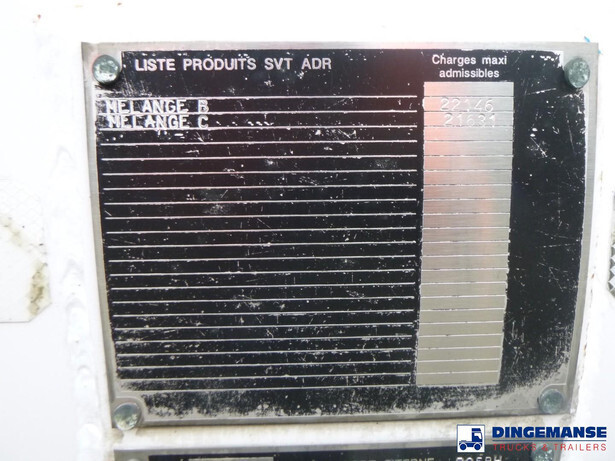 LISTE PRODUITS SVT ADR
Charges maxi
admissibles
MELANGE B 22146
MELANGE C 21631
DINGEMANSE
TRUCKS & TRAILERS